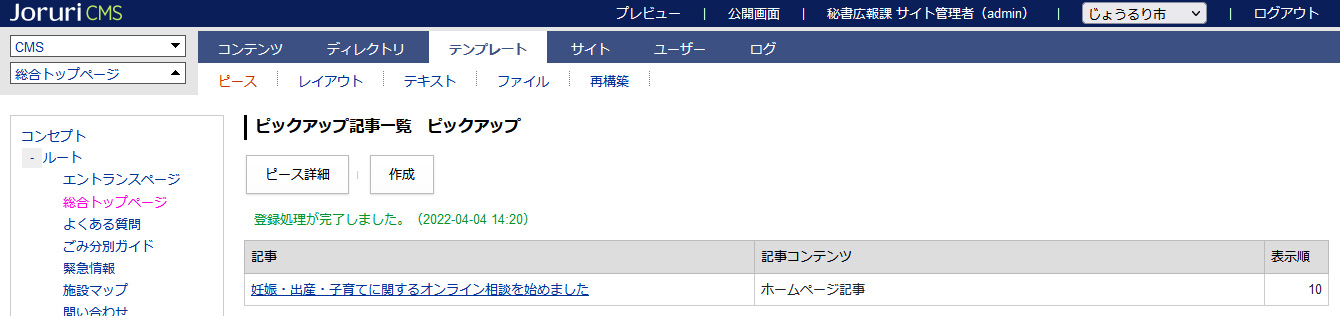 Joruri CMS プレビュー | 公開画面 | 秘書広報課 サイト管理者（admin） | じょうるり市 | ログアウト
CMS
総合トップページ
コンテンツ ディレクトリ テンプレート サイト ユーザー ログ
ピース レイアウト テキスト ファイル 再構築
コンセプト
- ルート
エントランスページ
総合トップページ
よくある質問
ごみ分別ガイド
緊急情報
施設マップ
問い合わせ
ピックアップ記事一覧　ピックアップ
ピース詳細 | 作成
登録処理が完了しました。（2022-04-04 14:20）
記事 記事コンテンツ 表示順
妊娠・出産・子育てに関するオンライン相談を始めました ホームページ記事 10